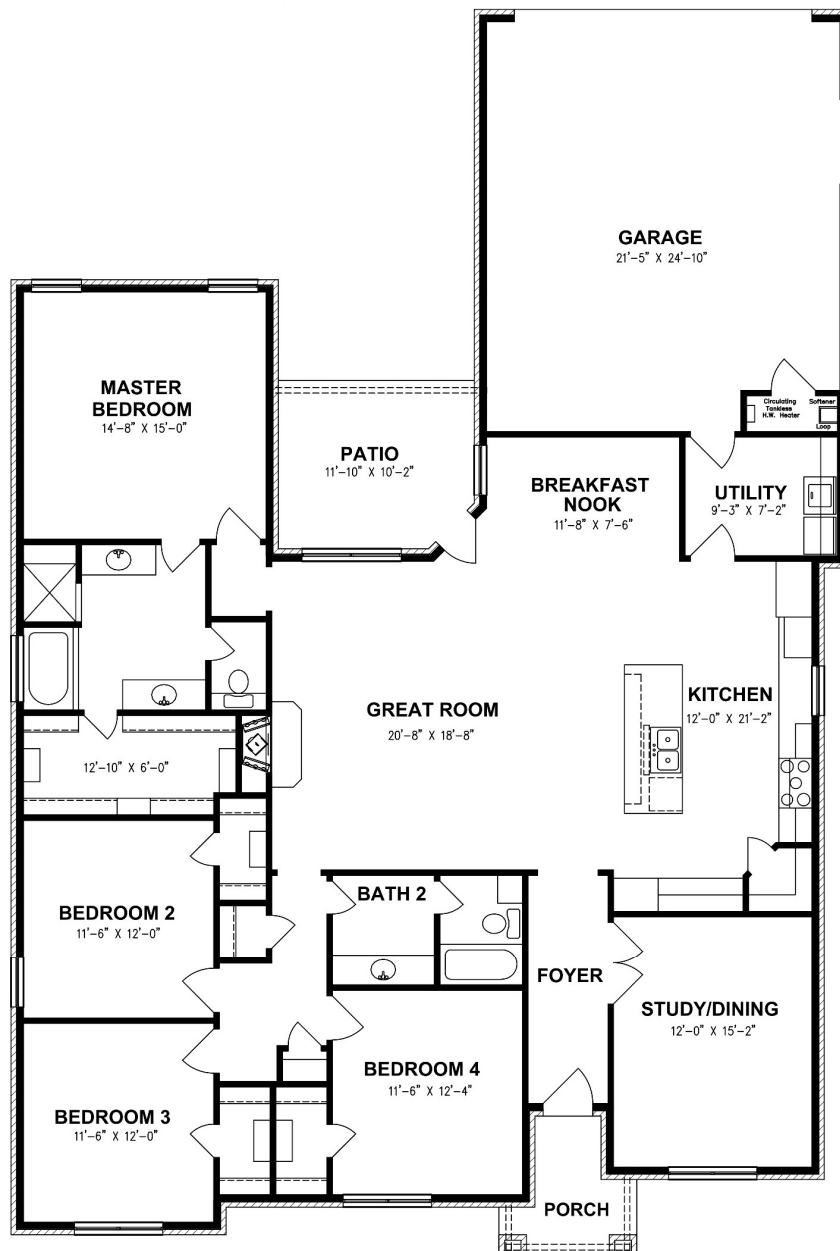 GARAGE
21'-5" X 24'-10"
Circulating
Tankless
H.W. Heater
Softener
Loop
MASTER
BEDROOM
14'-8" X 15'-0"
PATIO
11'-10" X 10'-2"
BREAKFAST
NOOK
11'-8" X 7'-6"
UTILITY
9'-3" X 7'-2"
GREAT ROOM
20'-8" X 18'-8"
KITCHEN
12'-0" X 21'-2"
12'-10" X 6'-0"
BEDROOM 2
11'-6" X 12'-0"
BATH 2
FOYER
STUDY/DINING
12'-0" X 15'-2"
BEDROOM 4
11'-6" X 12'-4"
BEDROOM 3
11'-6" X 12'-0"
PORCH